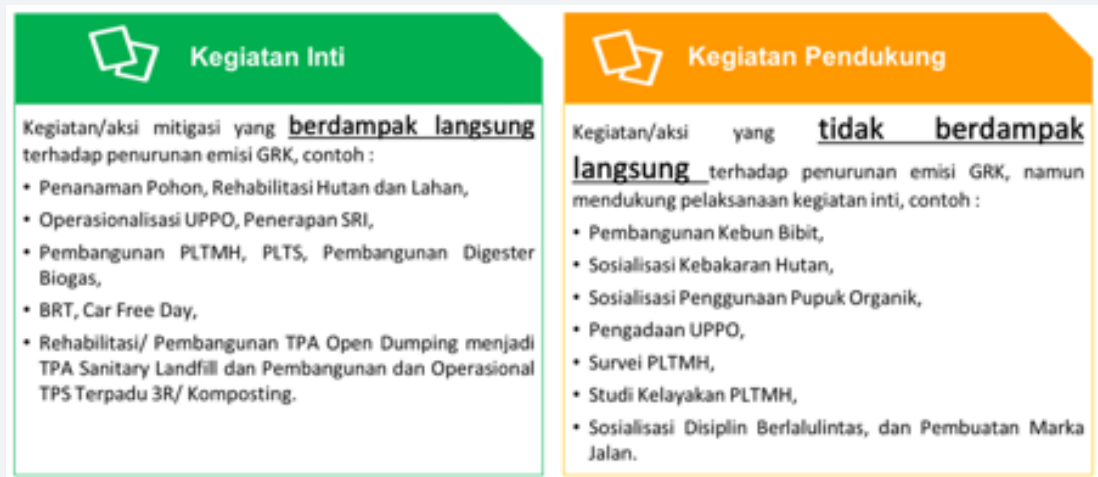 Kegiatan Inti
Kegiatan/aksi mitigasi yang berdampak langsung
terhadap penurunan emisi GRK, contoh :
• Penanaman Pohon, Rehabilitasi Hutan dan Lahan,
• Operasionalisasi UPPO, Penerapan SRI,
• Pembangunan PLTMH, PLTS, Pembangunan Digester
Biogas,
• BRT, Car Free Day,
• Rehabilitasi/ Pembangunan TPA Open Dumping menjadi
TPA Sanitary Landfill dan Pembangunan dan Operasional
TPS Terpadu 3R/ Komposting.
Kegiatan Pendukung
Kegiatan/aksi yang tidak berdampak
langsung terhadap penurunan emisi GRK, namun
mendukung pelaksanaan kegiatan inti, contoh :
• Pembangunan Kebun Bibit,
• Sosialisasi Kebakaran Hutan,
• Sosialisasi Penggunaan Pupuk Organik,
• Pengadaan UPPO,
• Survei PLTMH,
• Studi Kelayakan PLTMH,
• Sosialisasi Disiplin Berlalulintas, dan Pembuatan Marka
Jalan.